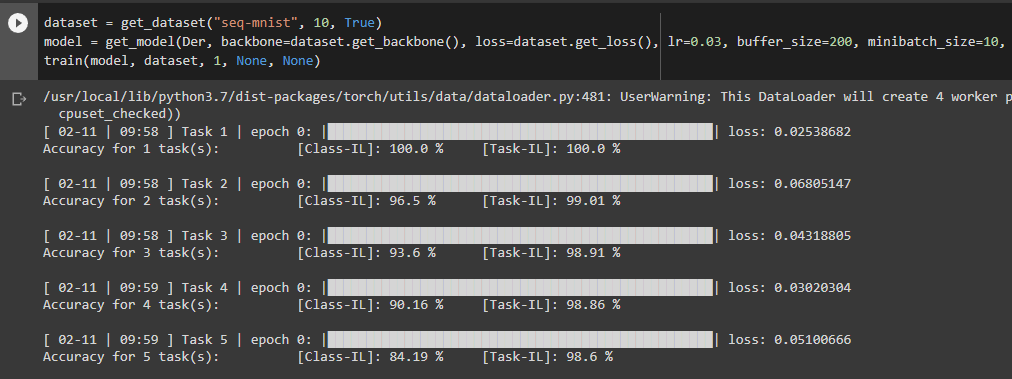 dataset = get_dataset("seq-mnist", 10, True)
model = get_model(Der, backbone=dataset.get_backbone(), loss=dataset.get_loss(), lr=0.03, buffer_size=200, minibatch_size=10,
train(model, dataset, 1, None, None)
/usr/local/lib/python3.7/dist-packages/torch/utils/data/dataloader.py:481: UserWarning: This DataLoader will create 4 worker p
cpuset_checked))
[ 02-11 | 09:58 ] Task 1 | epoch 0: |██████████████████████████████████████████████████| loss: 0.02538682
Accuracy for 1 task(s): [Class-IL]: 100.0 % [Task-IL]: 100.0 %
[ 02-11 | 09:58 ] Task 2 | epoch 0: |██████████████████████████████████████████████████| loss: 0.06805147
Accuracy for 2 task(s): [Class-IL]: 96.5 % [Task-IL]: 99.01 %
[ 02-11 | 09:58 ] Task 3 | epoch 0: |██████████████████████████████████████████████████| loss: 0.04318805
Accuracy for 3 task(s): [Class-IL]: 93.6 % [Task-IL]: 98.91 %
[ 02-11 | 09:59 ] Task 4 | epoch 0: |██████████████████████████████████████████████████| loss: 0.03020304
Accuracy for 4 task(s): [Class-IL]: 90.16 % [Task-IL]: 98.86 %
[ 02-11 | 09:59 ] Task 5 | epoch 0: |██████████████████████████████████████████████████| loss: 0.05100666
Accuracy for 5 task(s): [Class-IL]: 84.19 % [Task-IL]: 98.6 %